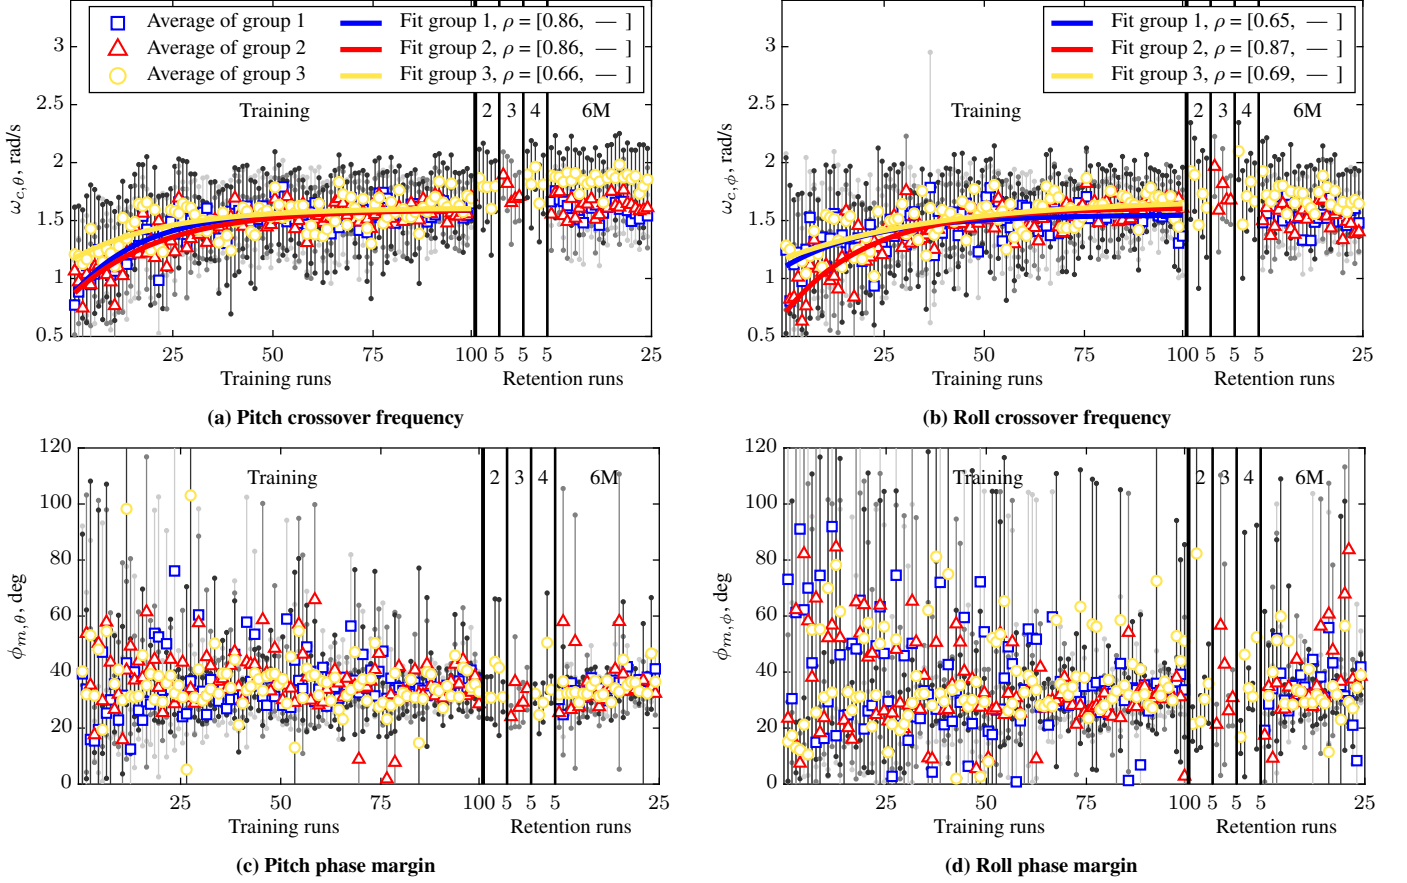 Average of group 1
Average of group 2
Average of group 3
Fit group 1, ρ = [0.86, — ]
Fit group 2, ρ = [0.86, — ]
Fit group 3, ρ = [0.66, — ]
Training 2 3 4 6M
3
2.5
2
1.5
1
0.5
ω_{c,θ}, rad/s
25 50 75 100 5 5 5 25
Training runs Retention runs
(a) Pitch crossover frequency
Fit group 1, ρ = [0.65, — ]
Fit group 2, ρ = [0.87, — ]
Fit group 3, ρ = [0.69, — ]
Training 2 3 4 6M
3
2.5
2
1.5
1
0.5
ω_{c,ϕ}, rad/s
25 50 75 100 5 5 5 25
Training runs Retention runs
(b) Roll crossover frequency
Training 2 3 4 6M
120
100
80
60
40
20
0
ϕ_{m,θ}, deg
25 50 75 100 5 5 5 25
Training runs Retention runs
(c) Pitch phase margin
Training 2 3 4 6M
120
100
80
60
40
20
0
ϕ_{m,ϕ}, deg
25 50 75 100 5 5 5 25
Training runs Retention runs
(d) Roll phase margin